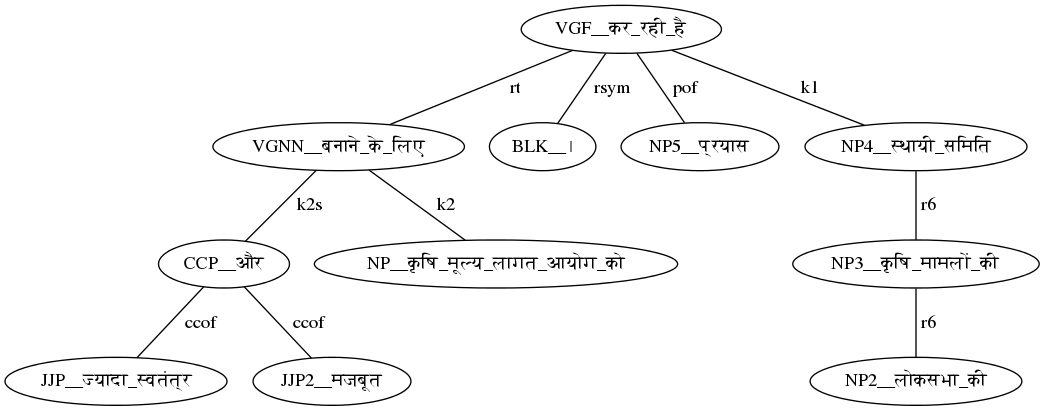 VGF__कर_रही_है
rt rsym pof k1
VGNN__बनाने_के_लिए BLK__। NP5__प्रयास NP4__स्थायी_समिति
k2s k2 r6
CCP__और NP__कृषि_मूल्य_लागत_आयोग_को NP3__कृषि_मामलों_की
ccof ccof r6
JJP__ज्यादा_स्वतंत्र JJP2__मजबूत NP2__लोकसभा_की